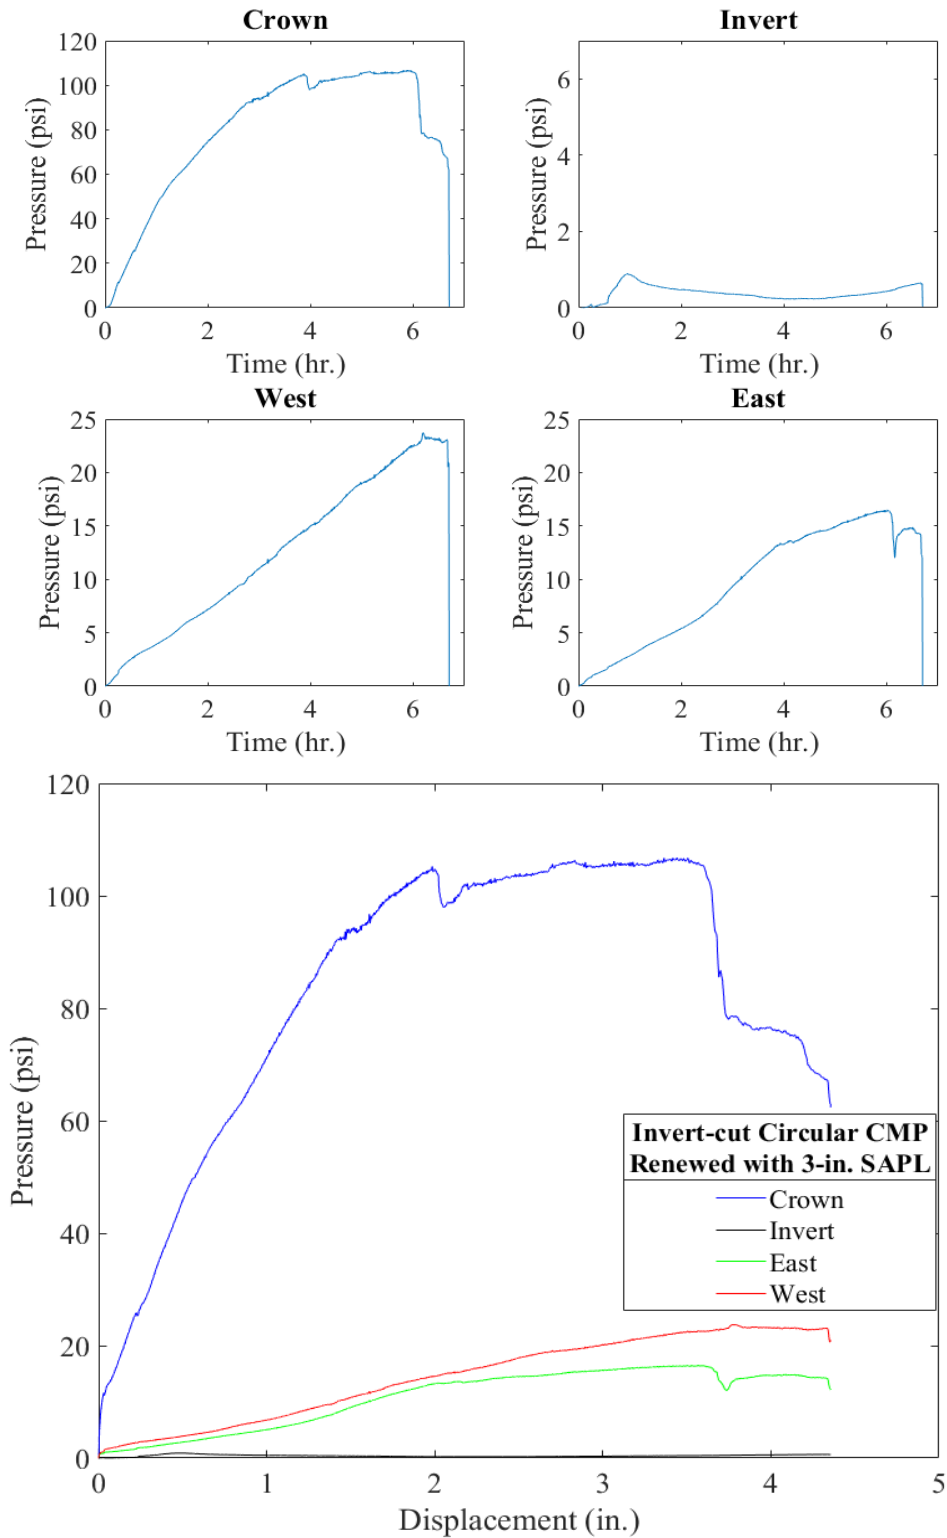 Crown
Pressure (psi)
120
100
80
60
40
20
0
0 2 4 6
Time (hr.)
Invert
Pressure (psi)
6
4
2
0
0 2 4 6
Time (hr.)
West
Pressure (psi)
25
20
15
10
5
0
0 2 4 6
Time (hr.)
East
Pressure (psi)
25
20
15
10
5
0
0 2 4 6
Time (hr.)
Pressure (psi)
120
100
80
60
40
20
0
0 1 2 3 4 5
Displacement (in.)
Invert-cut Circular CMP
Renewed with 3-in. SAPL
Crown
Invert
East
West